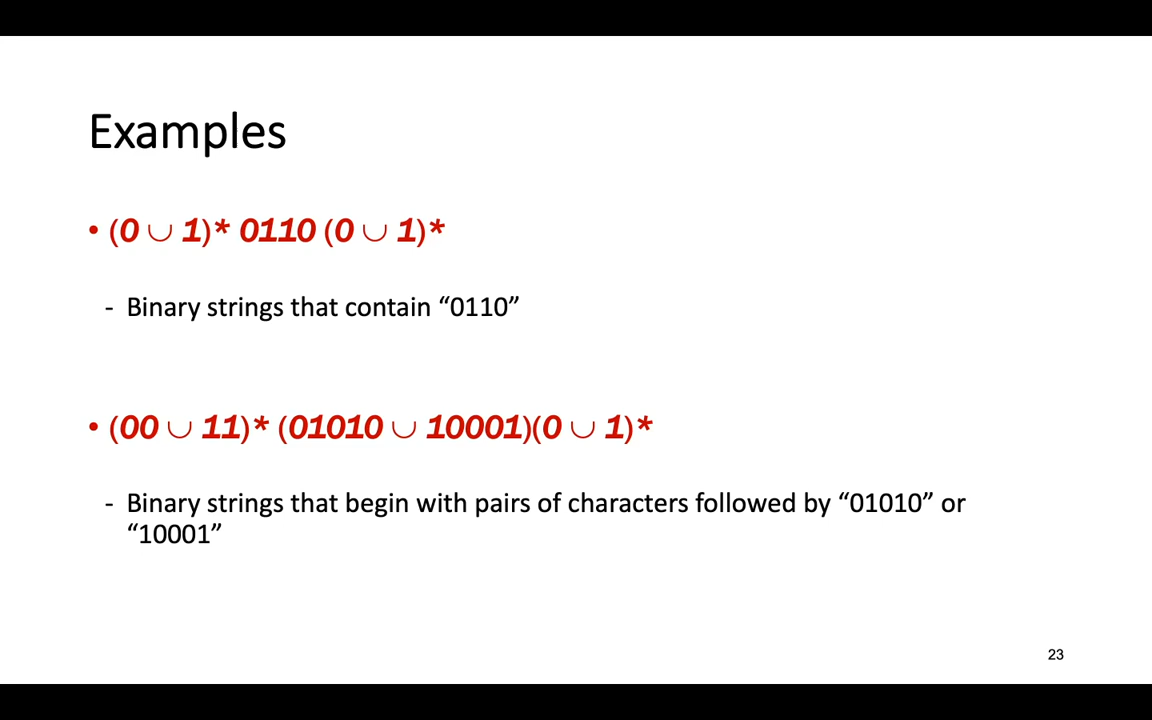 Examples
• (0 ∪ 1)* 0110 (0 ∪ 1)*
- Binary strings that contain “0110”
• (00 ∪ 11)* (01010 ∪ 10001)(0 ∪ 1)*
- Binary strings that begin with pairs of characters followed by “01010” or
“10001”
23